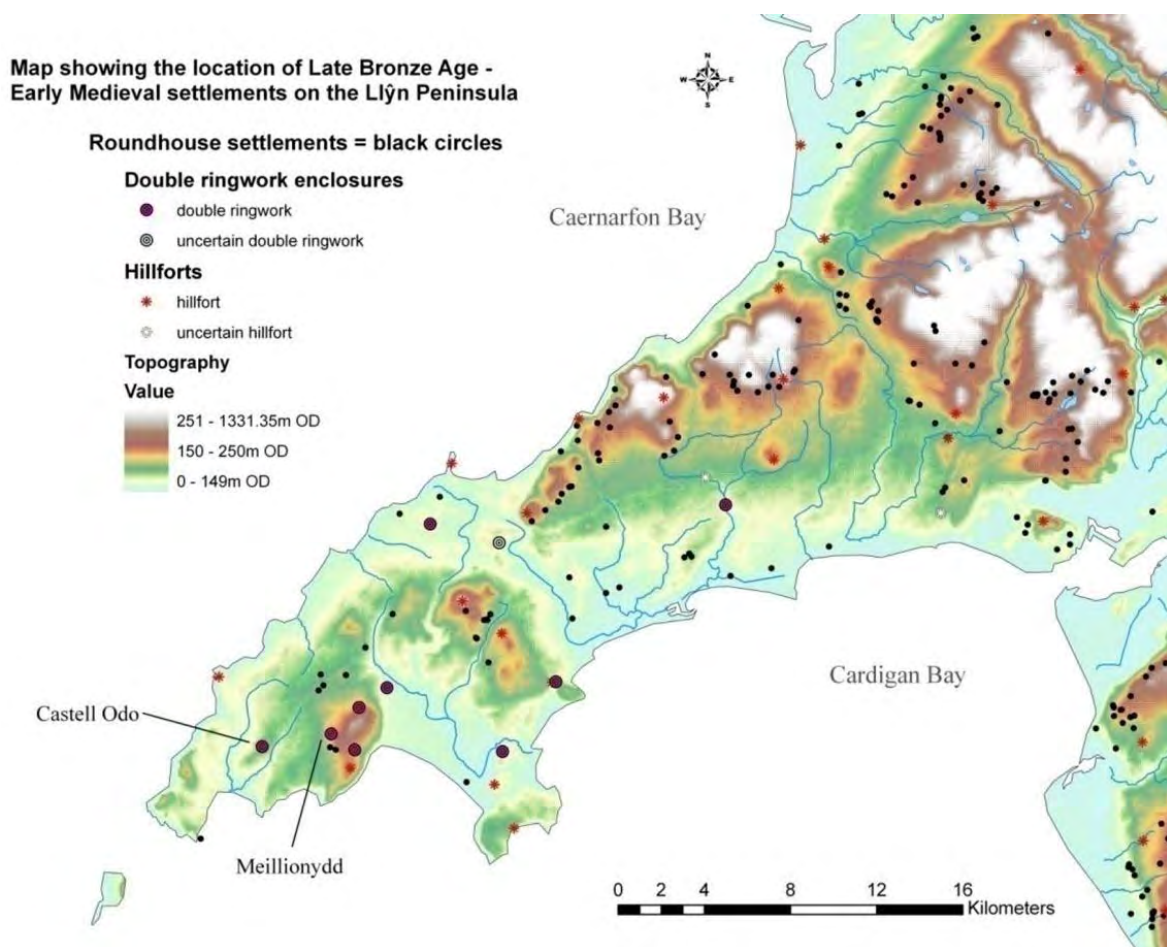 Map showing the location of Late Bronze Age -
Early Medieval settlements on the Llŷn Peninsula
Roundhouse settlements = black circles
Double ringwork enclosures
double ringwork
uncertain double ringwork
Hillforts
hillfort
uncertain hillfort
Topography
Value
251 - 1331.35m OD
150 - 250m OD
0 - 149m OD
N
W E
S
Caernarfon Bay
Cardigan Bay
Castell Odo
Meillionydd
0 2 4 8 12 16
Kilometers